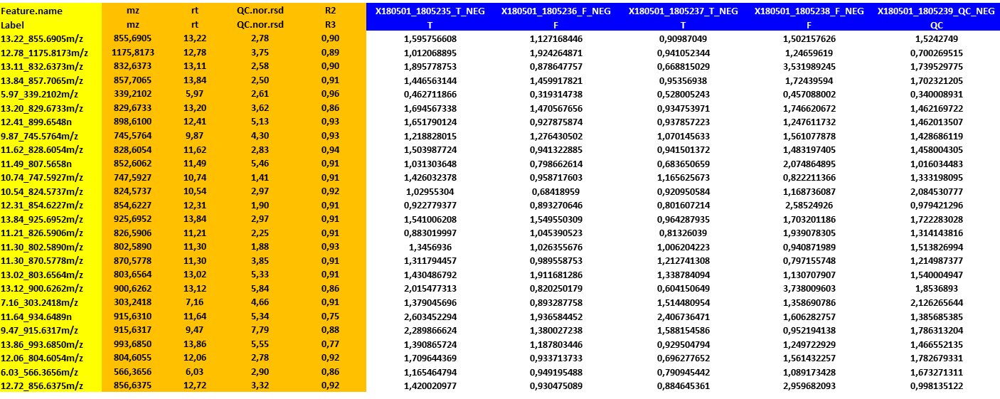 Feature.name mz rt QC.nor.rsd R2 X180501_1805235_T_NEG X180501_1805236_F_NEG X180501_1805237_T_NEG X180501_1805238_F_NEG X180501_1805239_QC_NEG
Label mz rt QC.nor.rsd R3 T F T F QC
13.22_855.6905m/z 855,6905 13,22 2,78 0,90 1,595756608 1,127168446 0,90987049 1,502157626 1,5242749
12.78_1175.8173m/z 1175,8173 12,78 3,75 0,89 1,012068895 1,924264871 0,941052344 1,24659619 0,700269515
13.11_832.6373m/z 832,6373 13,11 2,58 0,90 1,895778753 0,878647757 0,668815029 3,531989245 1,739529775
13.84_857.7065m/z 857,7065 13,84 2,50 0,91 1,446563144 1,459917821 0,95356938 1,72439594 1,702321205
5.97_339.2102m/z 339,2102 5,97 2,61 0,96 0,462711866 0,319314738 0,528005243 0,457088002 0,340008931
13.20_829.6733m/z 829,6733 13,20 3,62 0,86 1,694567338 1,470567656 0,934753971 1,746620672 1,462169722
12.41_899.6548n 898,6100 12,41 5,13 0,93 1,651790124 0,927875874 0,937857223 1,247611732 1,462013507
9.87_745.5764m/z 745,5764 9,87 4,30 0,93 1,218828015 1,276430502 1,070145633 1,561077878 1,428686119
11.62_828.6054m/z 828,6054 11,62 2,83 0,94 1,503987724 0,941322885 0,941501372 1,483197405 1,458004305
11.49_807.5658n 852,6062 11,49 5,46 0,91 1,031303648 0,798662614 0,683650659 2,074864895 1,016034483
10.74_747.5927m/z 747,5927 10,74 1,41 0,91 1,426032378 0,958717603 1,165625673 0,822211366 1,333198095
10.54_824.5737m/z 824,5737 10,54 2,97 0,92 1,02955304 0,68418959 0,920950584 1,168736087 2,084530777
12.31_854.6227m/z 854,6227 12,31 1,90 0,91 0,922779377 0,893270646 0,801607214 2,58524926 0,979421296
13.84_925.6952m/z 925,6952 13,84 2,97 0,91 1,541006208 1,549550309 0,964287935 1,703201186 1,722283028
11.21_826.5906m/z 826,5906 11,21 2,25 0,91 0,883019997 1,045390523 0,81326039 1,939078305 1,314143816
11.30_802.5890m/z 802,5890 11,30 1,88 0,93 1,3456936 1,026355676 1,006204223 0,940871989 1,513826994
11.30_870.5778m/z 870,5778 11,30 3,85 0,91 1,311794457 0,989558753 1,212741308 0,797155748 1,214987377
13.02_803.6564m/z 803,6564 13,02 5,33 0,91 1,430486792 1,911681286 1,338784094 1,130707907 1,540004947
13.12_900.6262m/z 900,6262 13,12 5,84 0,86 2,015477313 0,820250179 0,604150649 3,738009603 1,8536893
7.16_303.2418m/z 303,2418 7,16 4,66 0,91 1,379045696 0,893287758 1,514480954 1,358690786 2,126265644
11.64_934.6489n 915,6310 11,64 5,34 0,75 2,603452294 1,936584452 2,406736471 1,606282757 1,385685385
9.47_915.6317m/z 915,6317 9,47 7,79 0,88 2,289866624 1,380027238 1,588154586 0,952194138 1,786313204
13.86_993.6850m/z 993,6850 13,86 5,55 0,77 1,390865724 1,187803446 0,929504794 1,249722929 1,466552135
12.06_804.6054m/z 804,6055 12,06 2,78 0,92 1,709644369 0,933713733 0,696277652 1,561432257 1,782679331
6.03_566.3656m/z 566,3656 6,03 2,90 0,86 1,165464794 0,949195488 0,790945442 1,089173428 1,673271311
12.72_856.6375m/z 856,6375 12,72 3,32 0,92 1,420020977 0,930475089 0,884645361 2,959682093 0,998135122